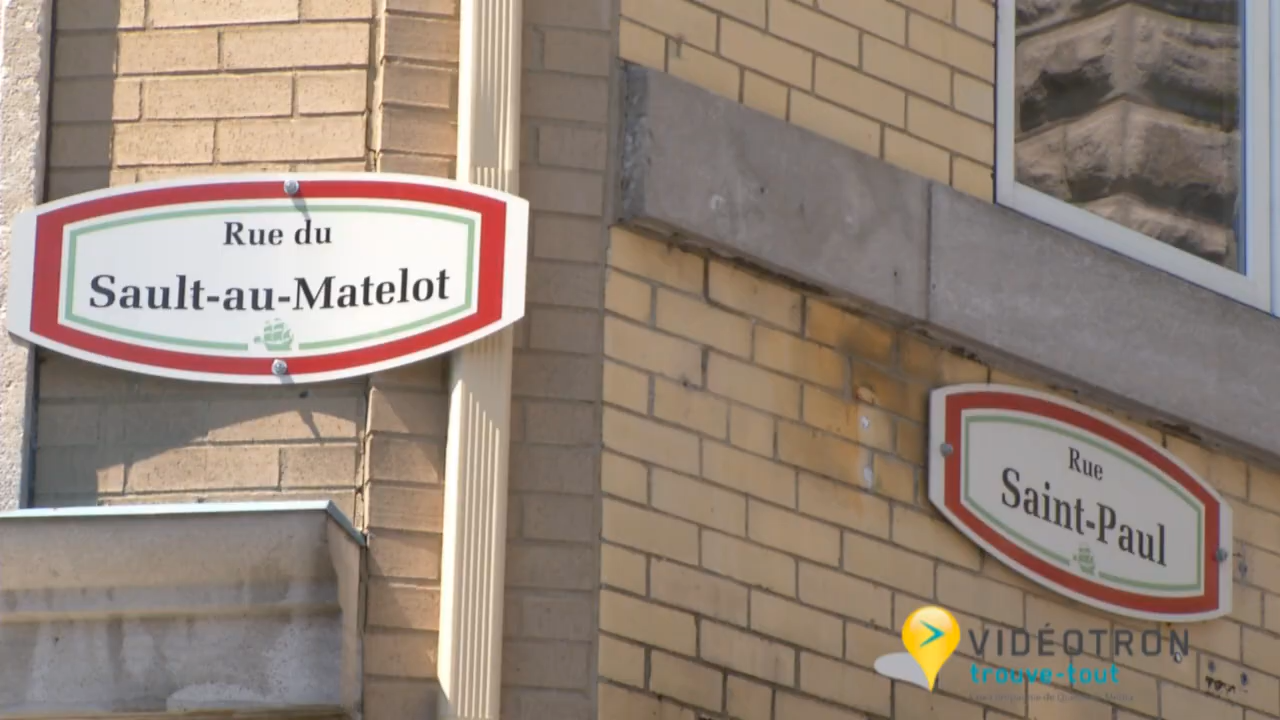 Rue du
Sault-au-Matelot
Rue
Saint-Paul
VIDÉOTRON
trouve-tout